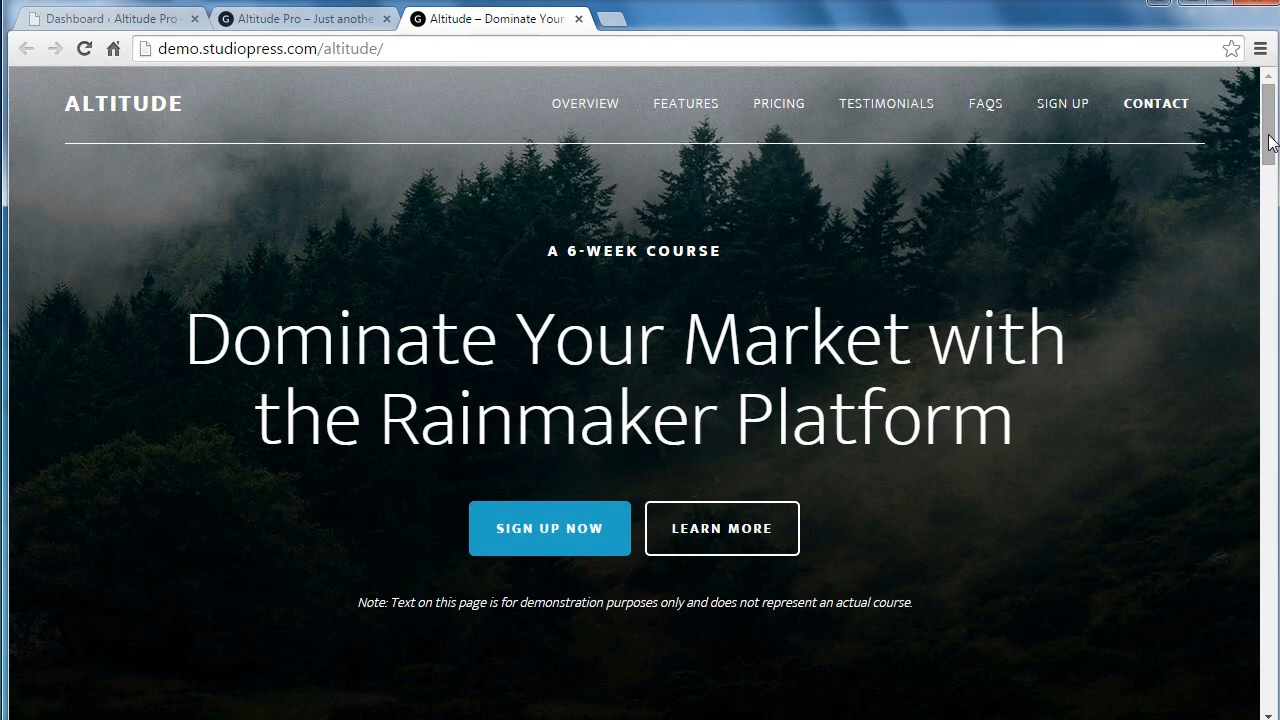 Dashboard ‹ Altitude Pro
Altitude Pro – Just anothe
Altitude – Dominate Your
demo.studiopress.com/altitude/
ALTITUDE
OVERVIEW FEATURES PRICING TESTIMONIALS FAQS SIGN UP CONTACT
A 6-WEEK COURSE
Dominate Your Market with
the Rainmaker Platform
SIGN UP NOW
LEARN MORE
Note: Text on this page is for demonstration purposes only and does not represent an actual course.